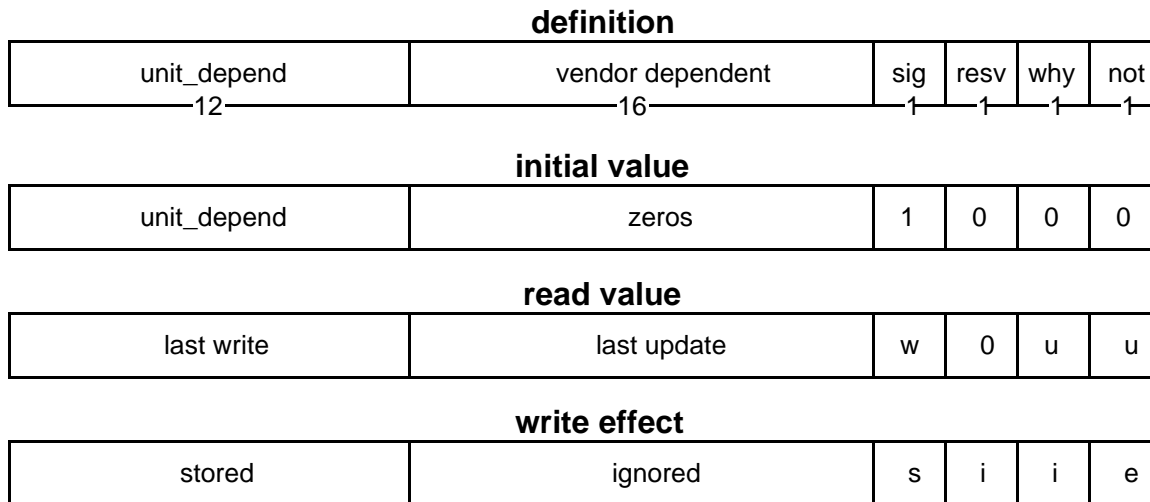 definition
unit_depend vendor dependent sig resv why not
12 16 1 1 1 1
initial value
unit_depend zeros 1 0 0 0
read value
last write last update w 0 u u
write effect
stored ignored s i i e